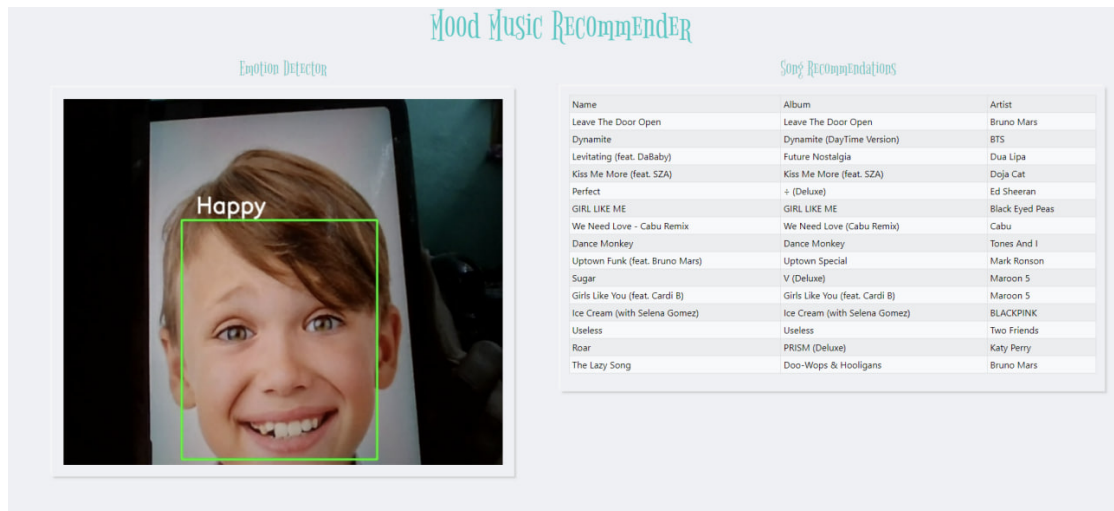 Mood Music Recommender
Emotion Detector
Song Recommendations
Happy
Name Album Artist
Leave The Door Open Leave The Door Open Bruno Mars
Dynamite Dynamite (DayTime Version) BTS
Levitating (feat. DaBaby) Future Nostalgia Dua Lipa
Kiss Me More (feat. SZA) Kiss Me More (feat. SZA) Doja Cat
Perfect ÷ (Deluxe) Ed Sheeran
GIRL LIKE ME GIRL LIKE ME Black Eyed Peas
We Need Love - Cabu Remix We Need Love (Cabu Remix) Cabu
Dance Monkey Dance Monkey Tones And I
Uptown Funk (feat. Bruno Mars) Uptown Special Mark Ronson
Sugar V (Deluxe) Maroon 5
Girls Like You (feat. Cardi B) Girls Like You (feat. Cardi B) Maroon 5
Ice Cream (with Selena Gomez) Ice Cream (with Selena Gomez) BLACKPINK
Useless Useless Two Friends
Roar PRISM (Deluxe) Katy Perry
The Lazy Song Doo-Wops & Hooligans Bruno Mars